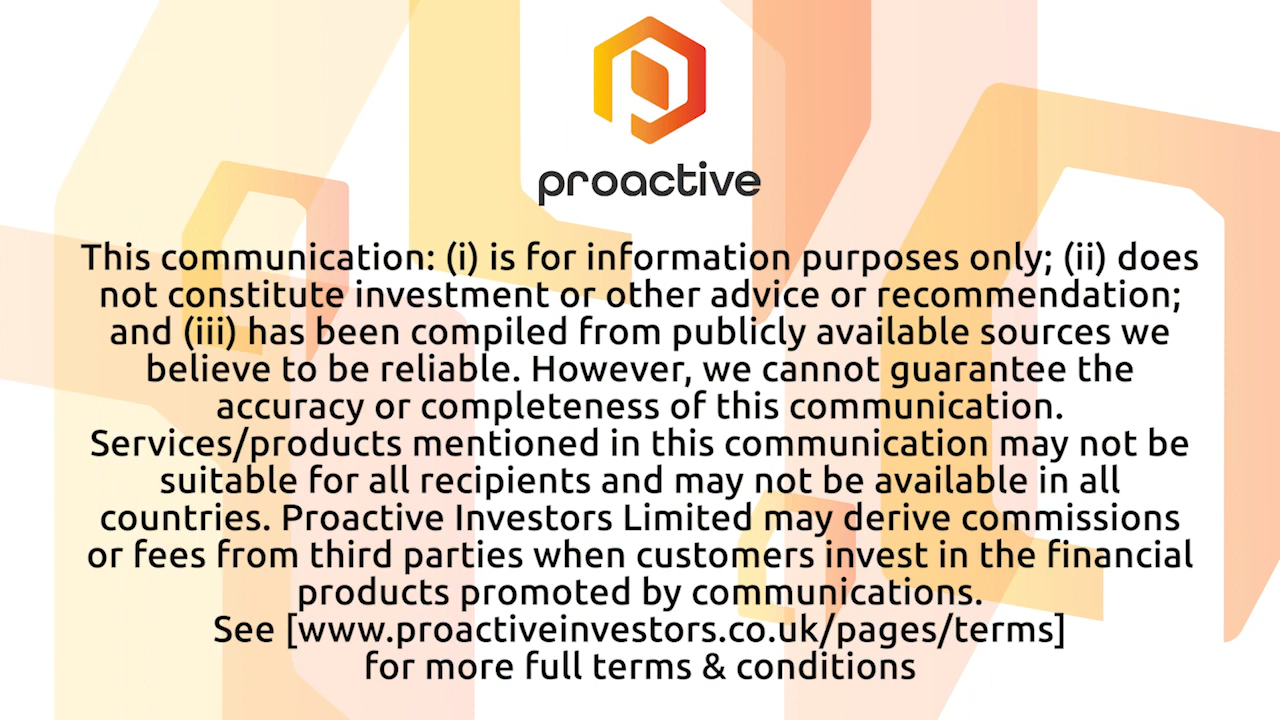 proactive
This communication: (i) is for information purposes only; (ii) does
not constitute investment or other advice or recommendation;
and (iii) has been compiled from publicly available sources we
believe to be reliable. However, we cannot guarantee the
accuracy or completeness of this communication.
Services/products mentioned in this communication may not be
suitable for all recipients and may not be available in all
countries. Proactive Investors Limited may derive commissions
or fees from third parties when customers invest in the financial
products promoted by communications.
See [www.proactiveinvestors.co.uk/pages/terms]
for more full terms & conditions